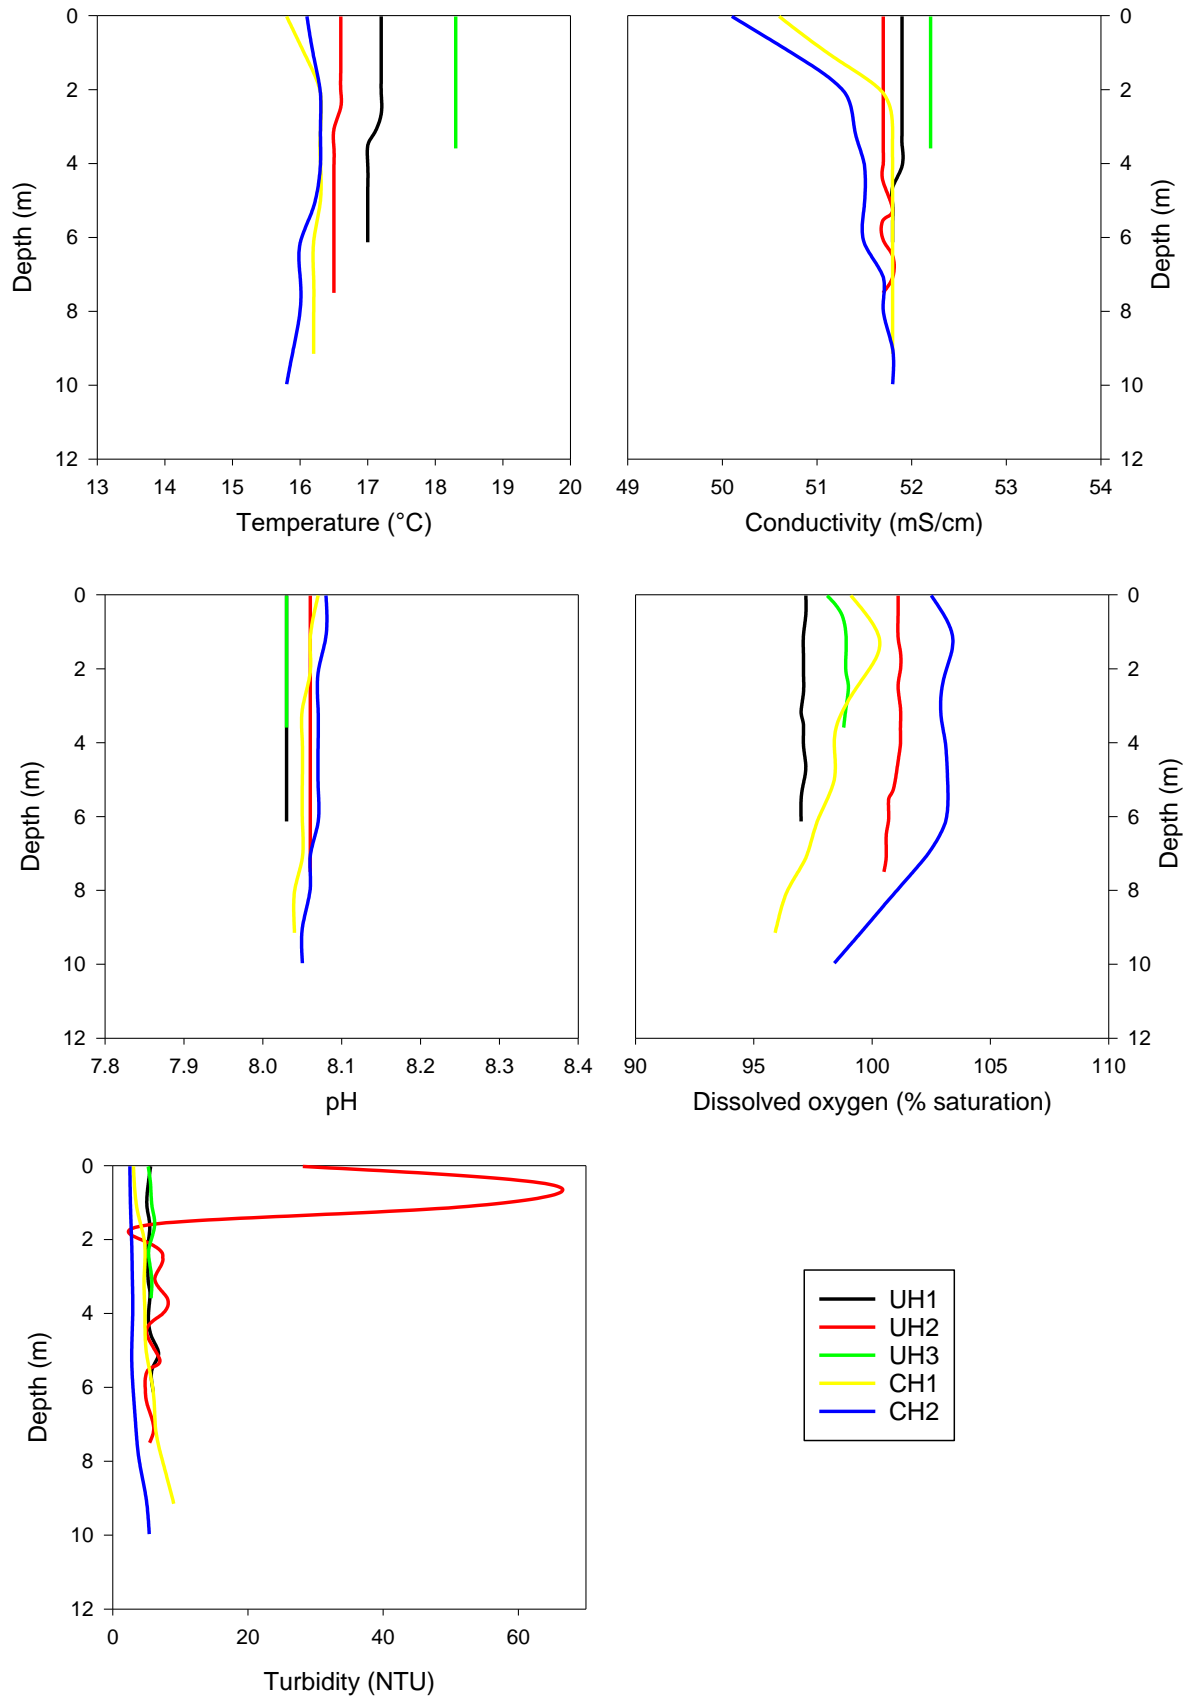 0
2
4
6
8
10
12
Depth (m)
13 14 15 16 17 18 19 20
Temperature (°C)
0
2
4
6
8
10
12
Depth (m)
49 50 51 52 53 54
Conductivity (mS/cm)
0
2
4
6
8
10
12
Depth (m)
7.8 7.9 8.0 8.1 8.2 8.3 8.4
pH
0
2
4
6
8
10
12
Depth (m)
90 95 100 105 110
Dissolved oxygen (% saturation)
0
2
4
6
8
10
12
Depth (m)
0 20 40 60
Turbidity (NTU)
UH1
UH2
UH3
CH1
CH2